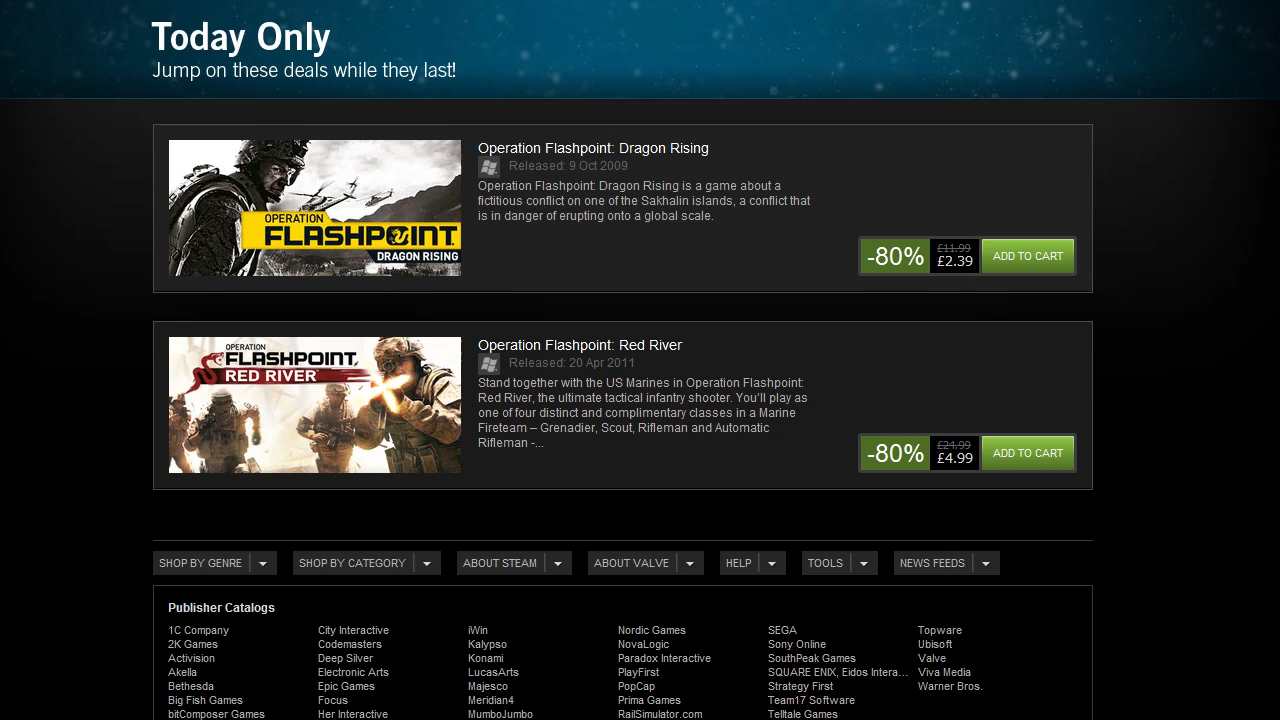 Today Only
Jump on these deals while they last!
OPERATION
FLASHPOINT
DRAGON RISING
Operation Flashpoint: Dragon Rising
Released: 9 Oct 2009
Operation Flashpoint: Dragon Rising is a game about a
fictitious conflict on one of the Sakhalin islands, a conflict that
is in danger of erupting onto a global scale.
-80%
£11.99
£2.39
ADD TO CART
OPERATION
FLASHPOINT
RED RIVER
Operation Flashpoint: Red River
Released: 20 Apr 2011
Stand together with the US Marines in Operation Flashpoint:
Red River, the ultimate tactical infantry shooter. You'll play as
one of four distinct and complimentary classes in a Marine
Fireteam – Grenadier, Scout, Rifleman and Automatic
Rifleman -...
-80%
£24.99
£4.99
ADD TO CART
SHOP BY GENRE
SHOP BY CATEGORY
ABOUT STEAM
ABOUT VALVE
HELP
TOOLS
NEWS FEEDS
Publisher Catalogs
1C Company
2K Games
Activision
Akella
Bethesda
Big Fish Games
bitComposer Games
City Interactive
Codemasters
Deep Silver
Electronic Arts
Epic Games
Focus
Her Interactive
iWin
Kalypso
Konami
LucasArts
Majesco
Meridian4
MumboJumbo
Nordic Games
NovaLogic
Paradox Interactive
PlayFirst
PopCap
Prima Games
RailSimulator.com
SEGA
Sony Online
SouthPeak Games
SQUARE ENIX, Eidos Intera...
Strategy First
Team17 Software
Telltale Games
Topware
Ubisoft
Valve
Viva Media
Warner Bros.